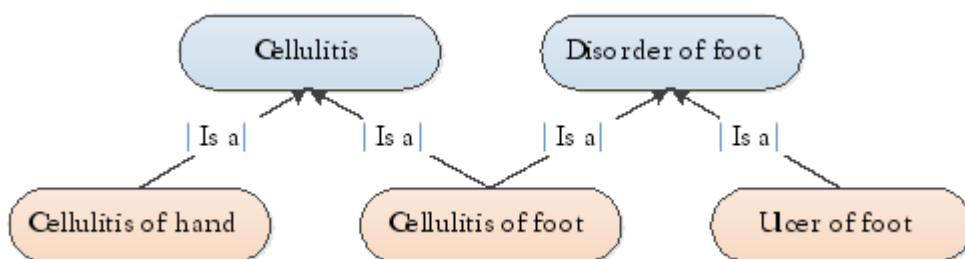 Cellulitis
Disorder of foot
| Is a|
| Is a|
| Is a|
| Is a|
Cellulitis of hand
Cellulitis of foot
Ulcer of foot